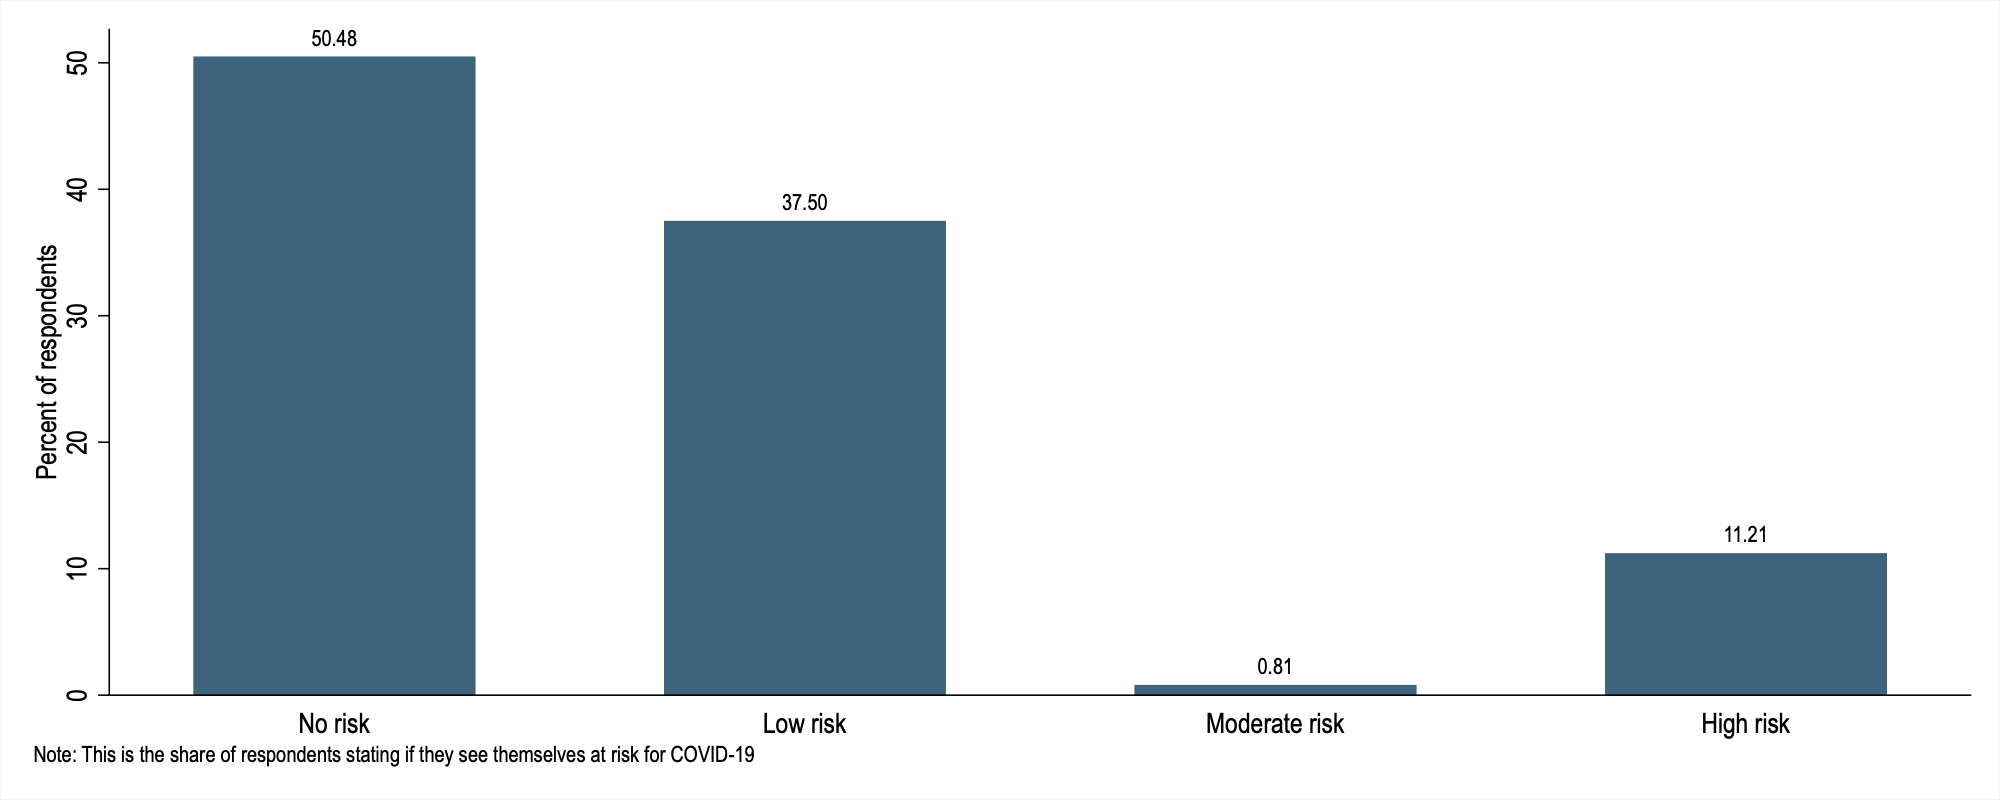 50.48
37.50
0.81
11.21
Percent of respondents
50
40
30
20
10
0
No risk
Low risk
Moderate risk
High risk
Note: This is the share of respondents stating if they see themselves at risk for COVID-19